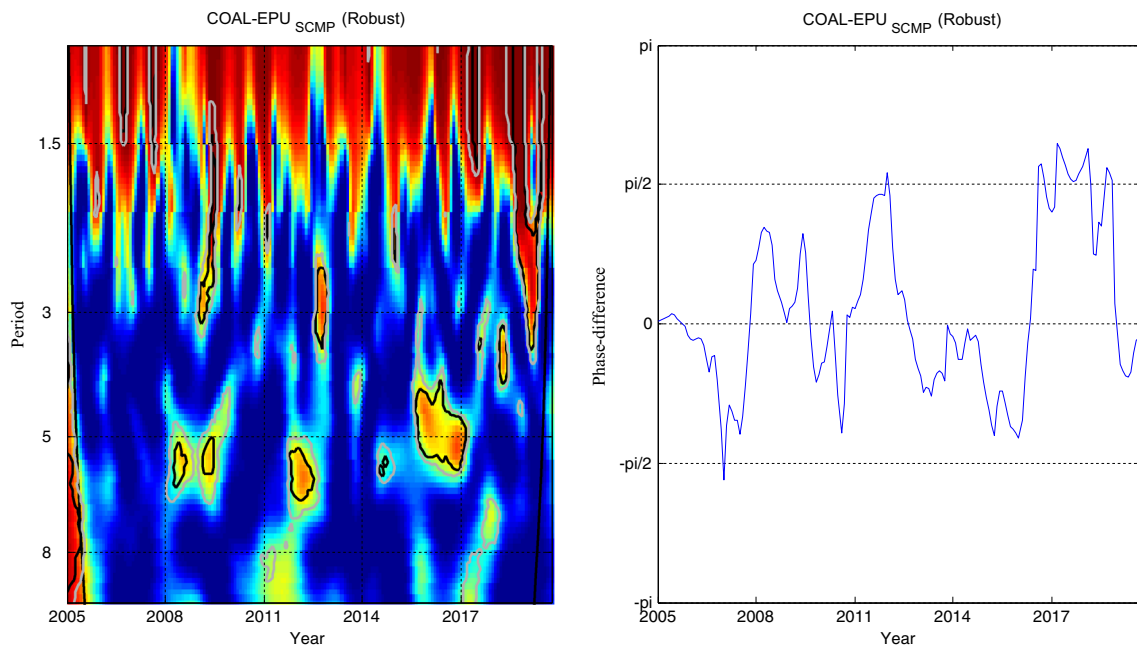 COAL-EPU SCMP (Robust)
1.5
3
5
8
Period
2005 2008 2011 2014 2017
Year
COAL-EPU SCMP (Robust)
pi
pi/2
0
-pi/2
-pi
Phase-difference
2005 2008 2011 2014 2017
Year